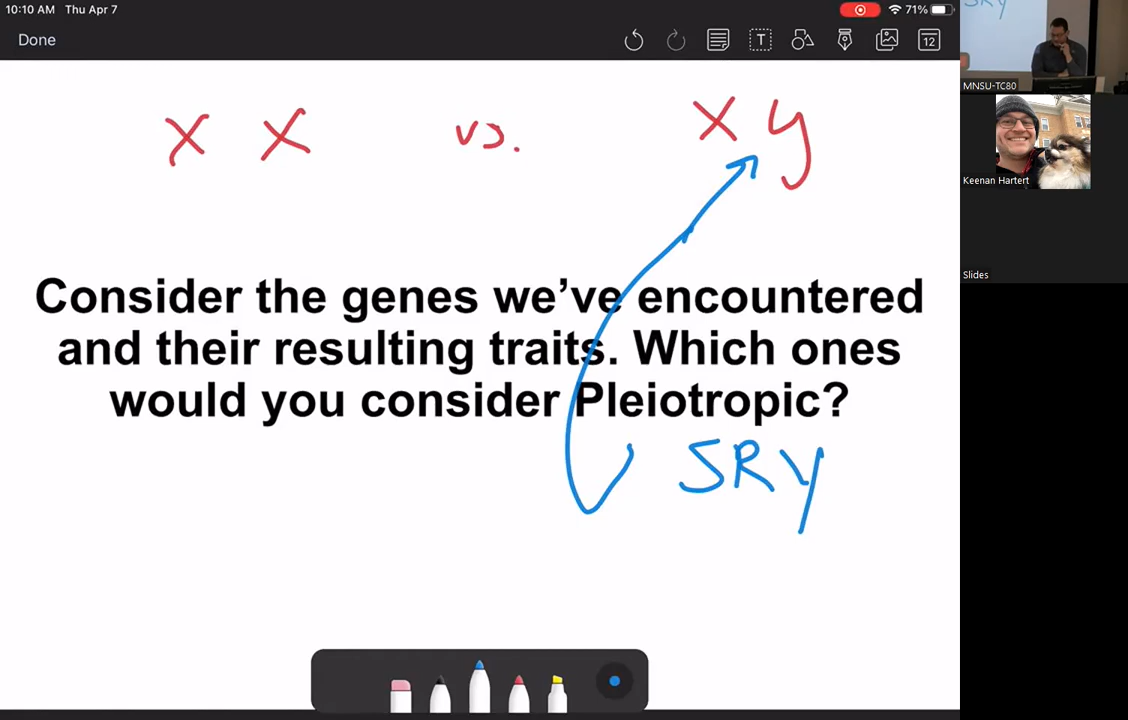 10:10 AM Thu Apr 7
71%
Done
T
12
SRY
MNSU-TC80
Keenan Hartert
Slides
X X vs. X y
Consider the genes we’ve encountered
and their resulting traits. Which ones
would you consider Pleiotropic?
SRY